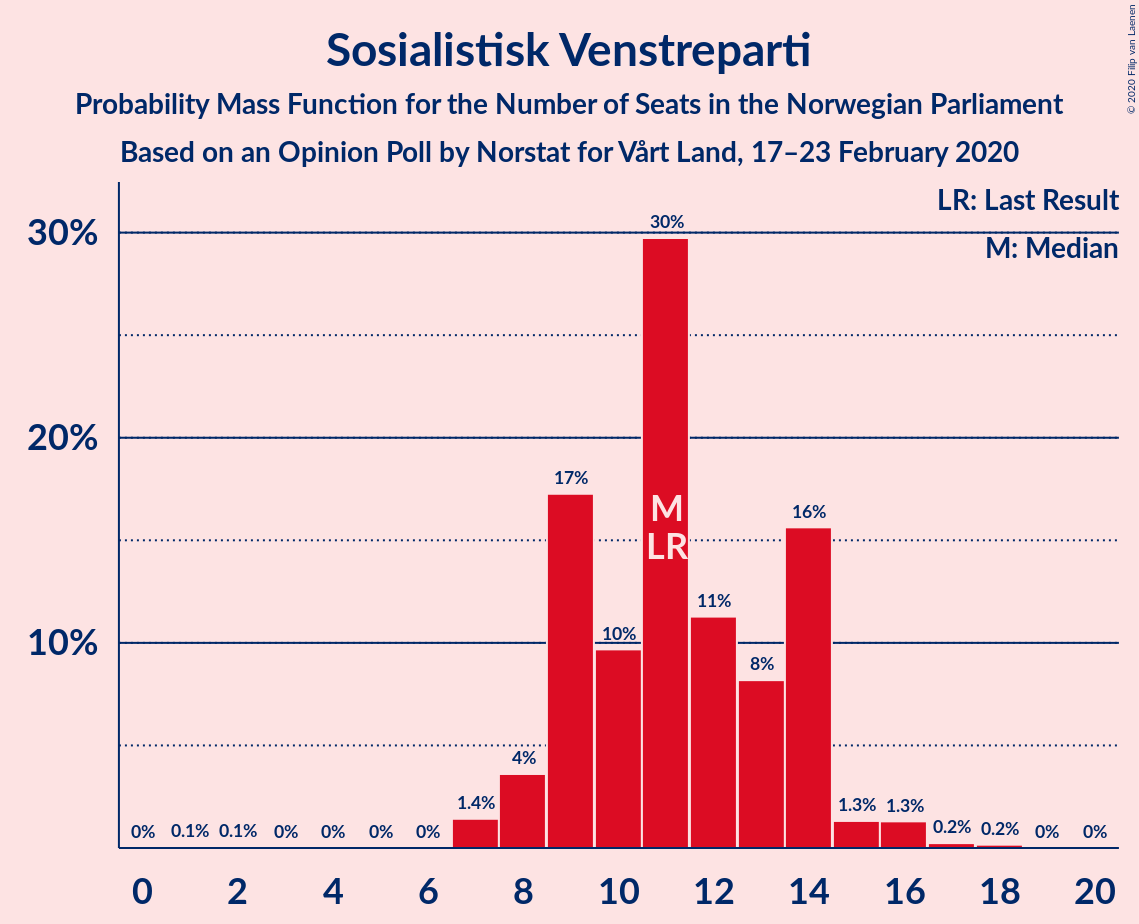 Sosialistisk Venstreparti
Probability Mass Function for the Number of Seats in the Norwegian Parliament
Based on an Opinion Poll by Norstat for Vårt Land, 17–23 February 2020
© 2020 Filip van Laenen
LR: Last Result
M: Median
30%
20%
10%
0%
0.1%
0.1%
0%
0%
0%
0%
1.4%
4%
17%
10%
30%
11%
8%
16%
1.3%
1.3%
0.2%
0.2%
0%
0%
M
LR
0 2 4 6 8 10 12 14 16 18 20